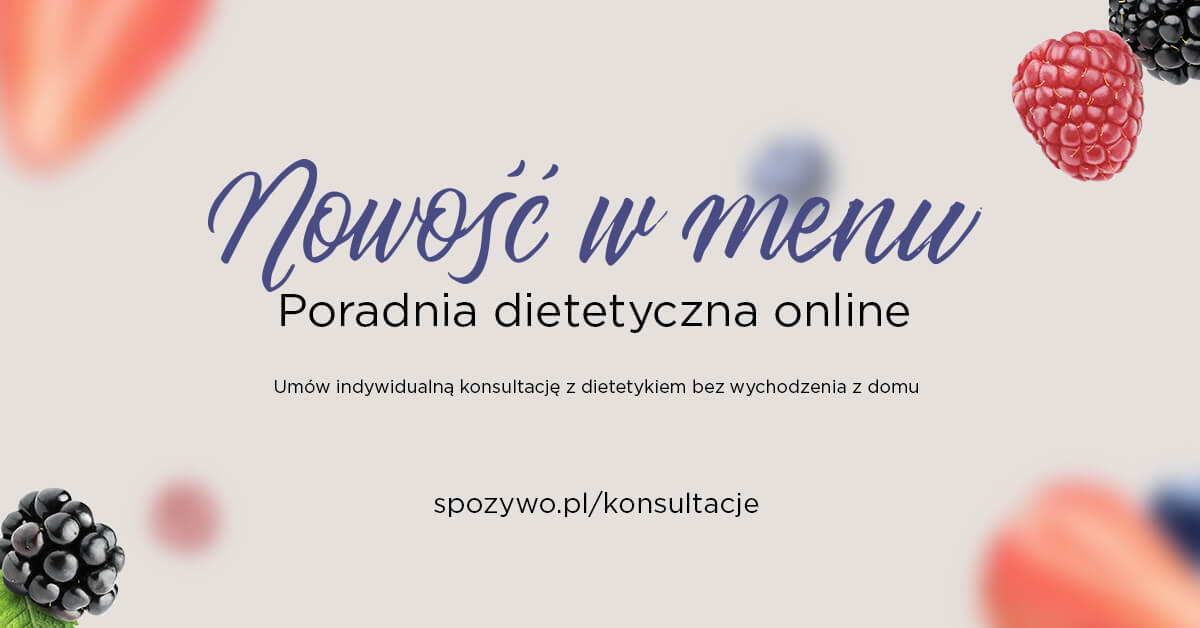 Nowość w menu
Poradnia dietetyczna online
Umów indywidualną konsultację z dietetykiem bez wychodzenia z domu
spozywo.pl/konsultacje